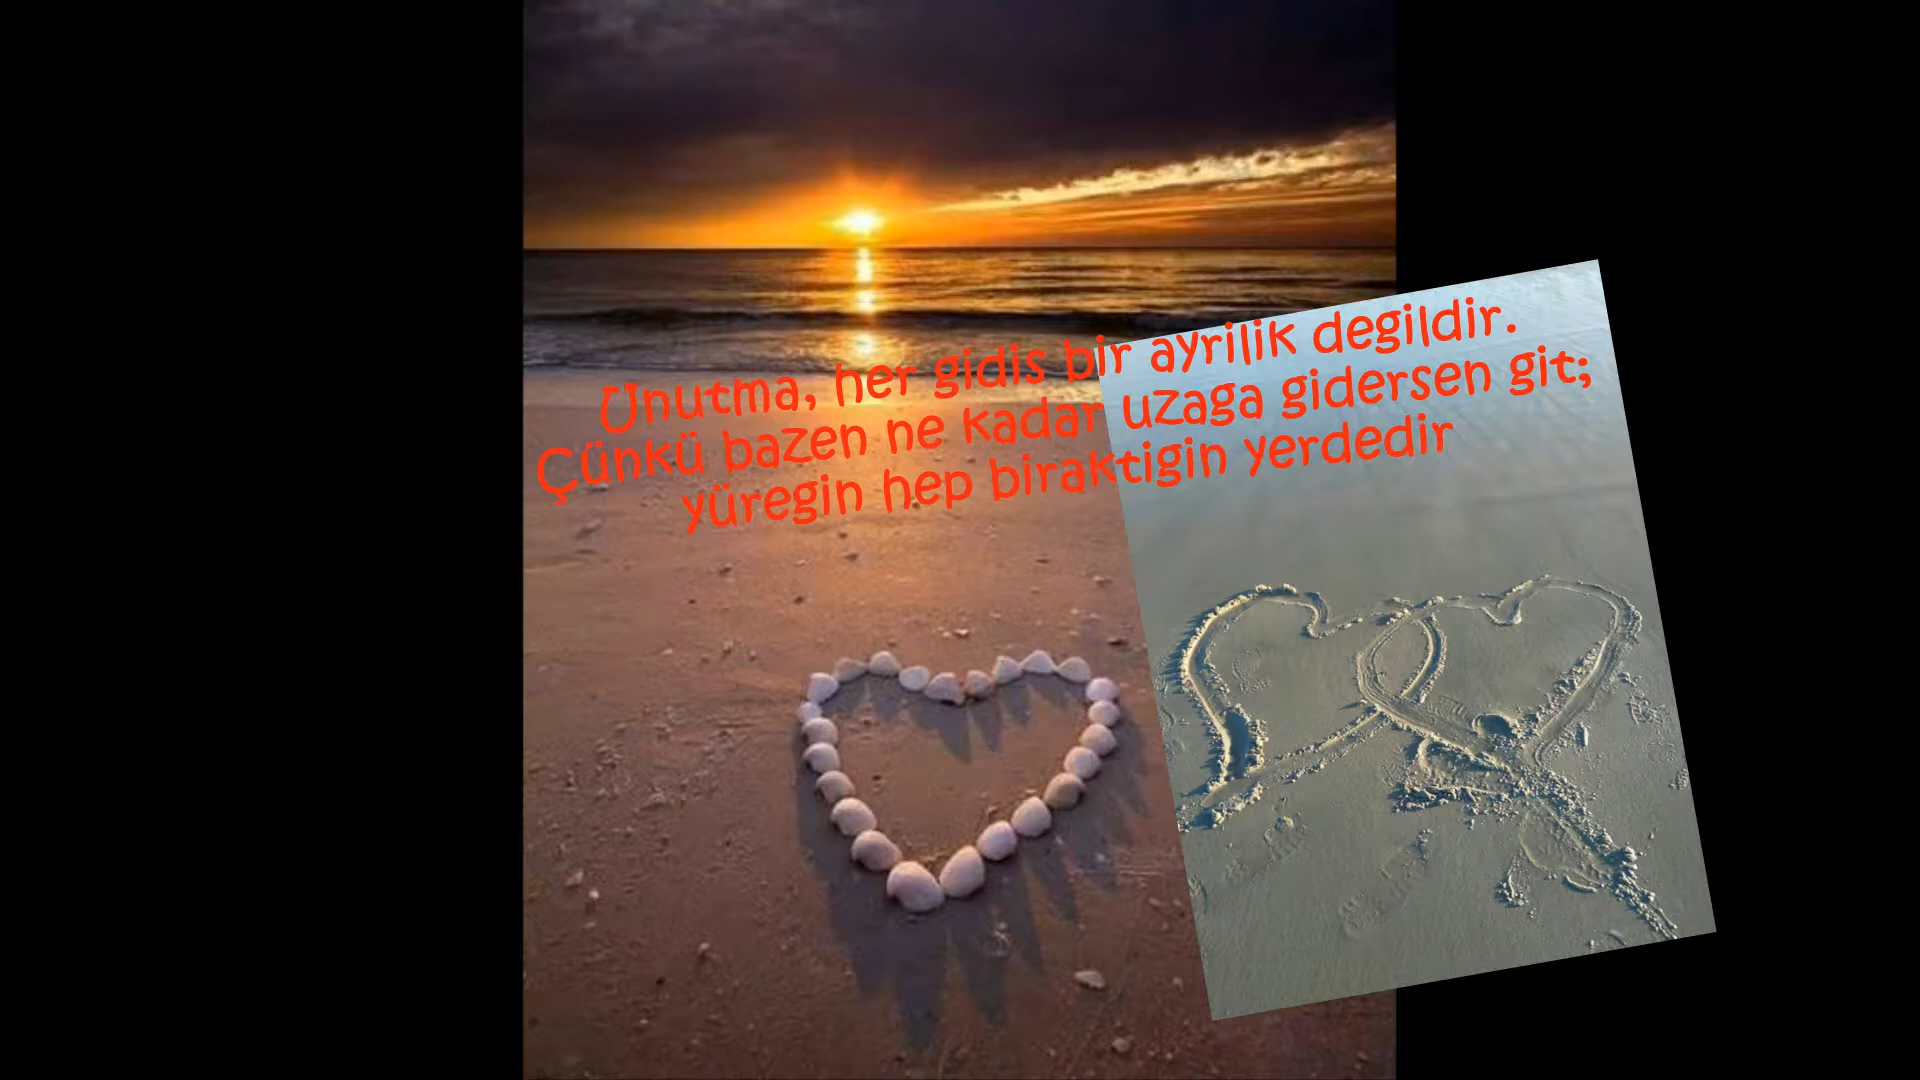 Unutma, her gidis bir ayrilik degildir.
Çünkü bazen ne kadar uzaga gidersen git;
yüregin hep biraktigin yerdedir